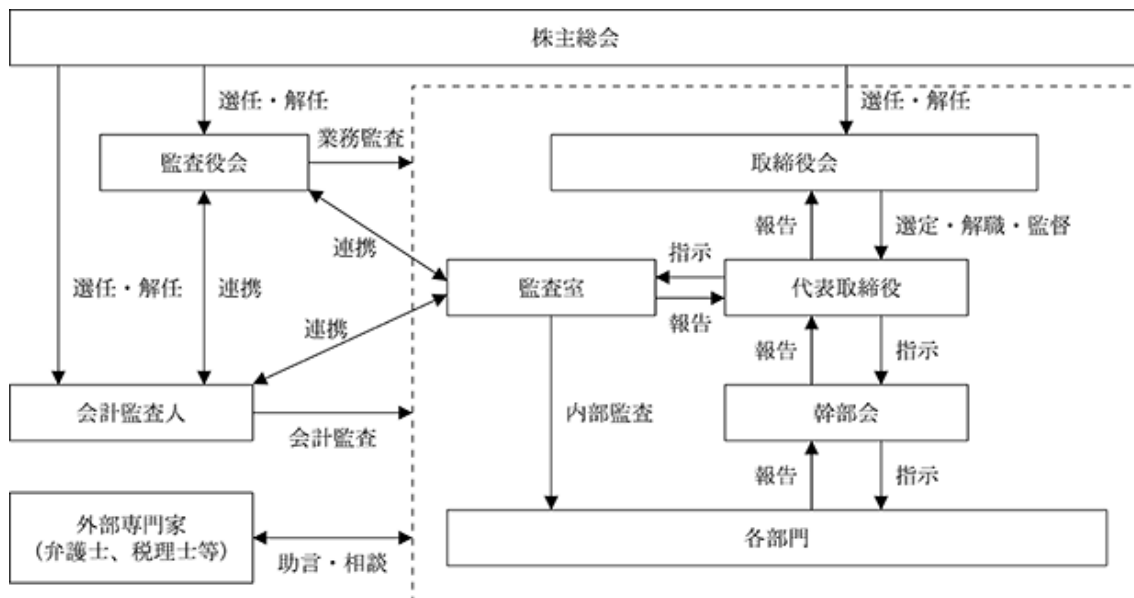 株主総会
選任・解任
選任・解任
業務監査
監査役会
取締役会
報告
選定・解職・監督
連携
指示
選任・解任
連携
監査室
代表取締役
連携
報告
報告
指示
会計監査人
内部監査
幹部会
会計監査
報告
指示
外部専門家
(弁護士、税理士等)
各部門
助言・相談